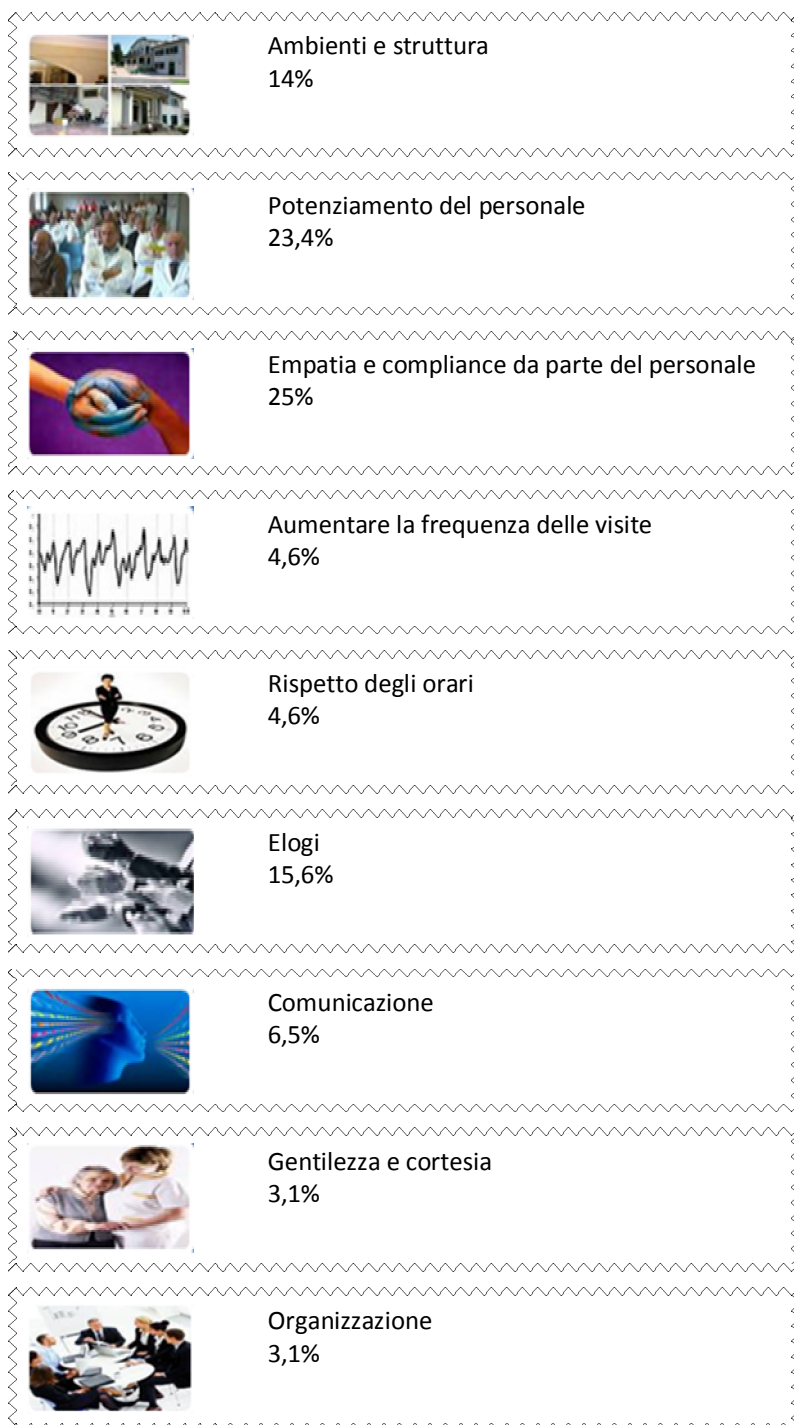 Ambienti e struttura
14%
Potenziamento del personale
23,4%
Empatia e compliance da parte del personale
25%
Aumentare la frequenza delle visite
4,6%
Rispetto degli orari
4,6%
Elogi
15,6%
Comunicazione
6,5%
Gentilezza e cortesia
3,1%
Organizzazione
3,1%